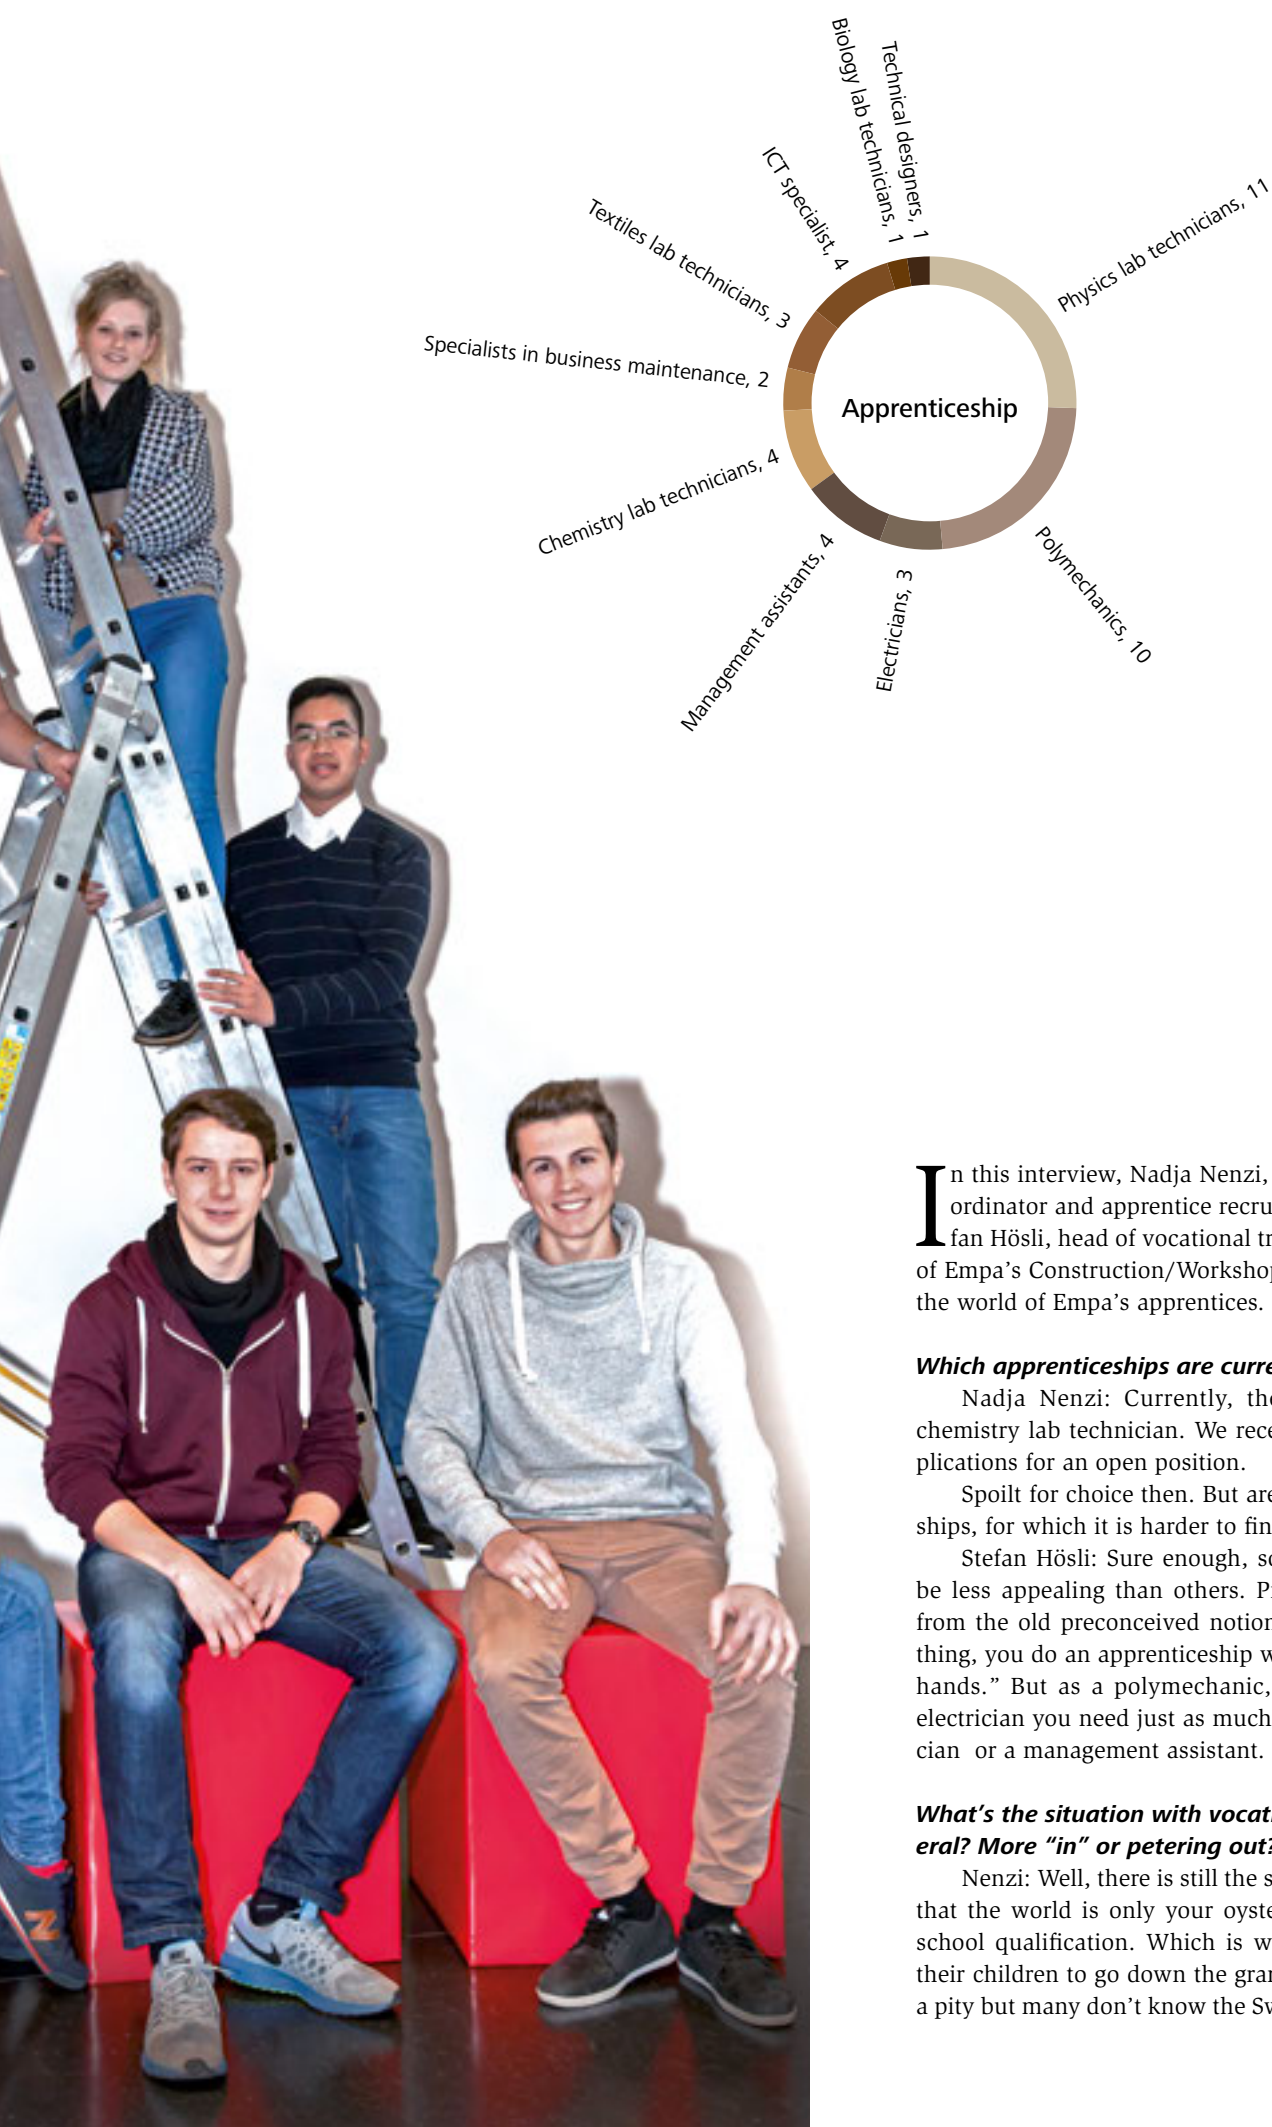 Technical designers, 1
Biology lab technicians, 1
ICT specialist, 4
Textiles lab technicians, 3
Specialists in business maintenance, 2
Chemistry lab technicians, 4
Management assistants, 4
Electricians, 3
Polymechanics, 10
Physics lab technicians, 11
Apprenticeship
In this interview, Nadja Nenzi,
ordinator and apprentice recru
fan Hösli, head of vocational tr
of Empa’s Construction/Workshop
the world of Empa’s apprentices.
Which apprenticeships are curre
Nadja Nenzi: Currently, the
chemistry lab technician. We rece
plications for an open position.
Spoilt for choice then. But are
ships, for which it is harder to fin
Stefan Hösli: Sure enough, so
be less appealing than others. Pr
from the old preconceived notion
thing, you do an apprenticeship w
hands.” But as a polymechanic,
electrician you need just as much
cian or a management assistant.
What’s the situation with vocati
eral? More “in” or petering out?
Nenzi: Well, there is still the s
that the world is only your oyste
school qualification. Which is w
their children to go down the gran
a pity but many don’t know the Sw